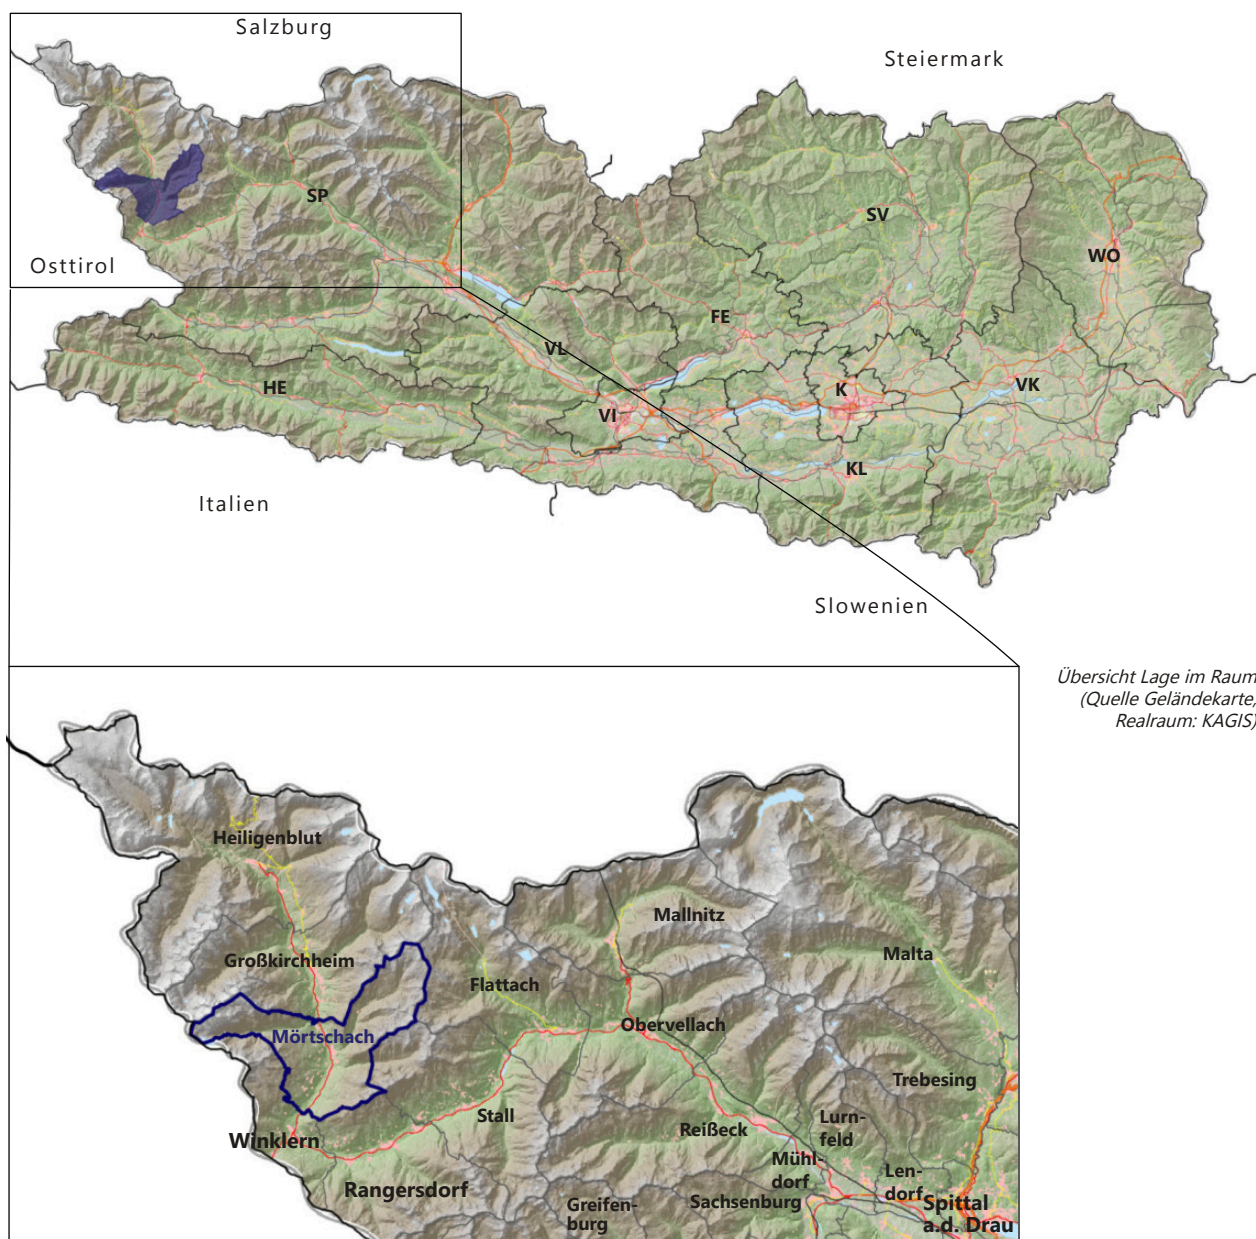 Salzburg
Steiermark
SP
SV
WO
Osttirol
FE
VL
HE
VI
K
VK
KL
Italien
Slowenien
Übersicht Lage im Raum
(Quelle Geländekarte,
Realraum: KAGIS)
Heiligenblut
Mallnitz
Großkirchheim
Flattach
Malta
Mörtschach
Obervellach
Trebesing
Stall
Lurn-
feld
Reißeck
Winklern
Mühl-
dorf
Rangersdorf
Sachsenburg
Len-
dorf
Greifen-
burg
Spittal
a.d. Drau